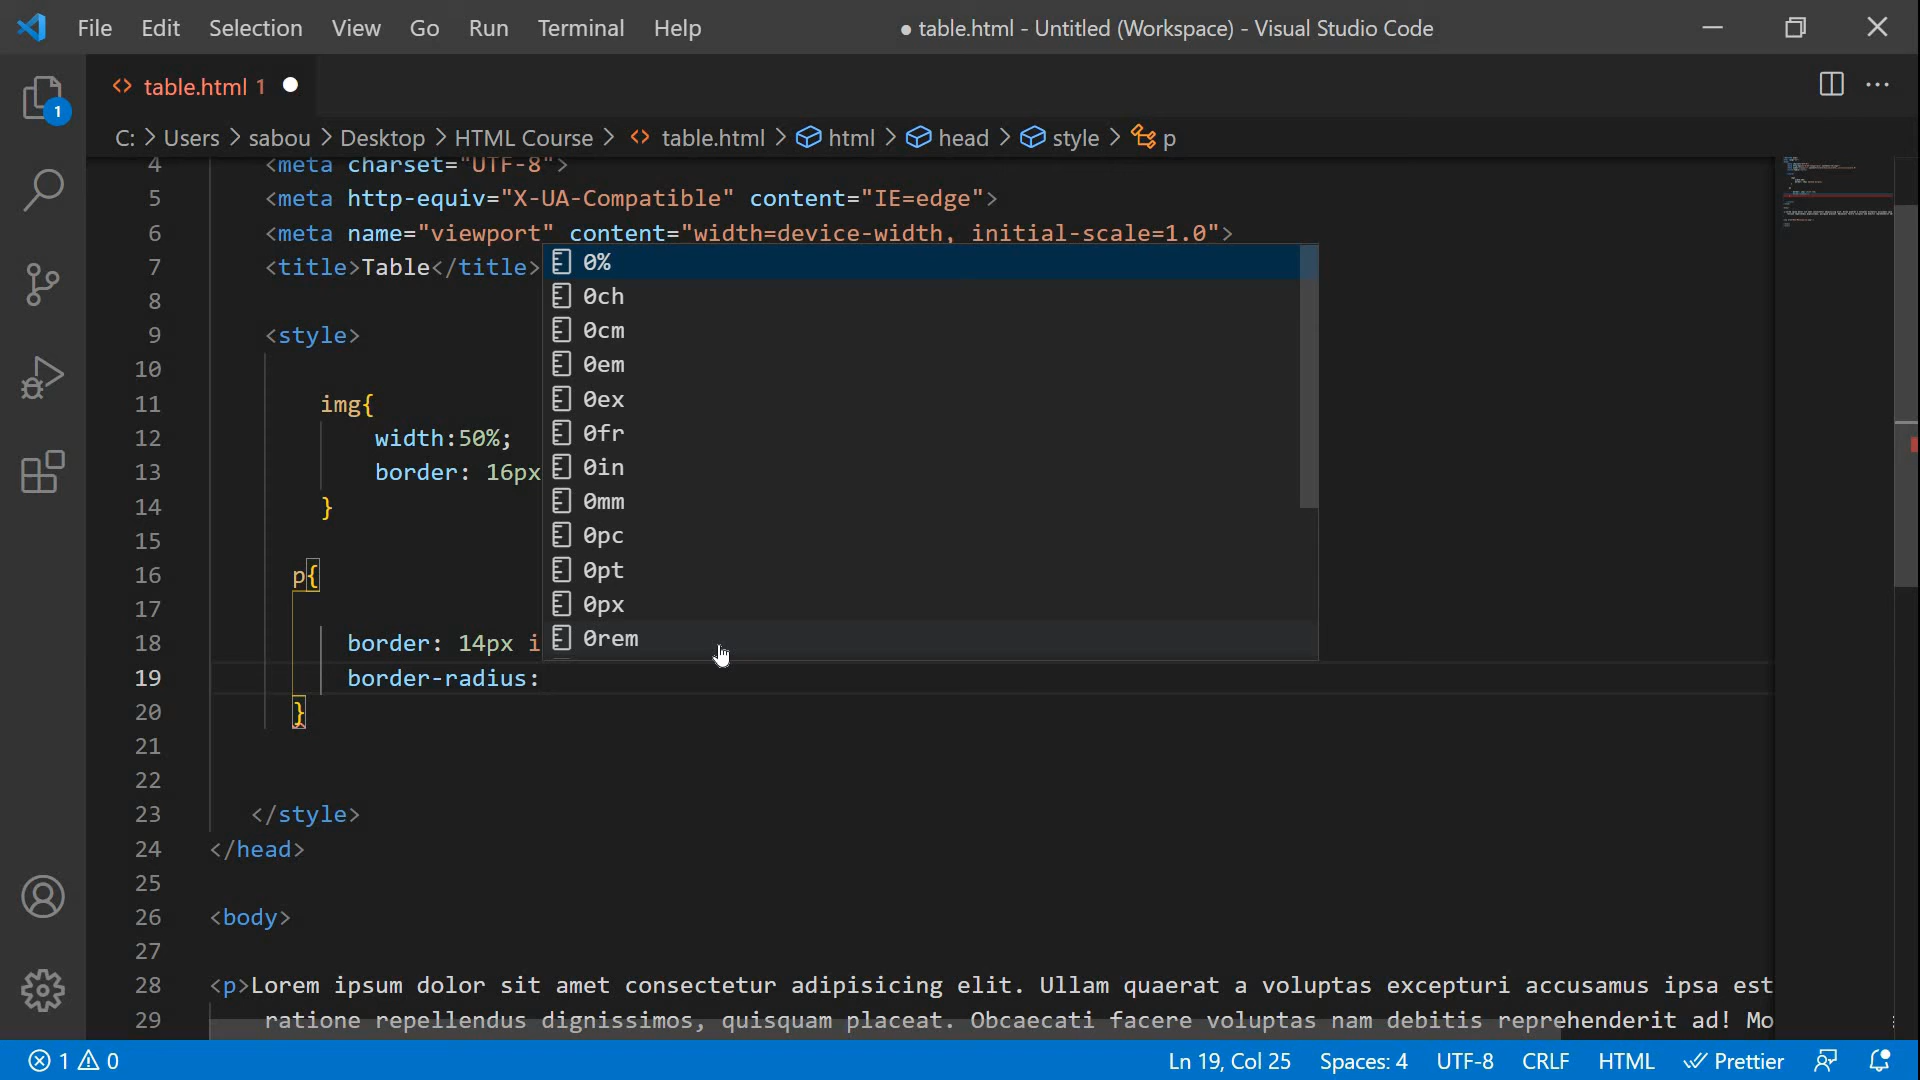 File Edit Selection View Go Run Terminal Help ● table.html - Untitled (Workspace) - Visual Studio Code
<> table.html 1
C: > Users > sabou > Desktop > HTML Course > <> table.html > html > head > style > p
1
4 <meta charset="UTF-8">
5 <meta http-equiv="X-UA-Compatible" content="IE=edge">
6 <meta name="viewport" content="width=device-width, initial-scale=1.0">
7 <title>Table</title>
0%
0ch
8
9 <style>
0cm
0em
10
11 img{
0ex
0fr
12 width:50%;
13 border: 16px
0in
0mm
14 }
15
0pc
0pt
16 p{
17
0px
0rem
18 border: 14px i
19 border-radius:
20 }
21
22
23 </style>
24 </head>
25
26 <body>
27
28 <p>Lorem ipsum dolor sit amet consectetur adipisicing elit. Ullam quaerat a voluptas excepturi accusamus ipsa est
29 ratione repellendus dignissimos, quisquam placeat. Obcaecati facere voluptas nam debitis reprehenderit ad! Mo
1 0 Ln 19, Col 25 Spaces: 4 UTF-8 CRLF HTML Prettier